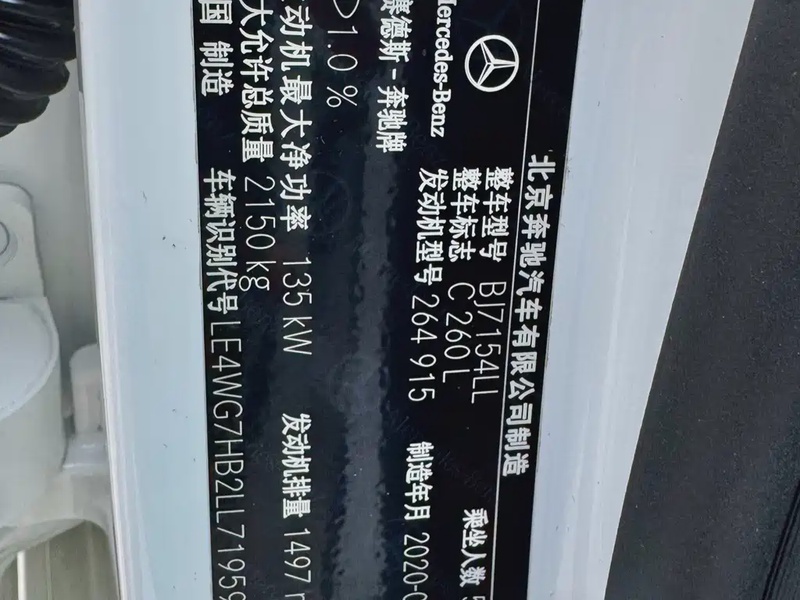 北京奔驰汽车有限公司制造
Mercedes-Benz
赛德斯-奔驰牌
整车型号 BJ7154LL
整车标志 C 260 L
发动机型号 264 915
乘坐人数 5
制造年月 2020-0
1.0 %
动机最大净功率 135 kW
发动机排量 1497 m
大允许总质量 2150 kg
国 制造
车辆识别代号 LE4WG7HB2LL71959